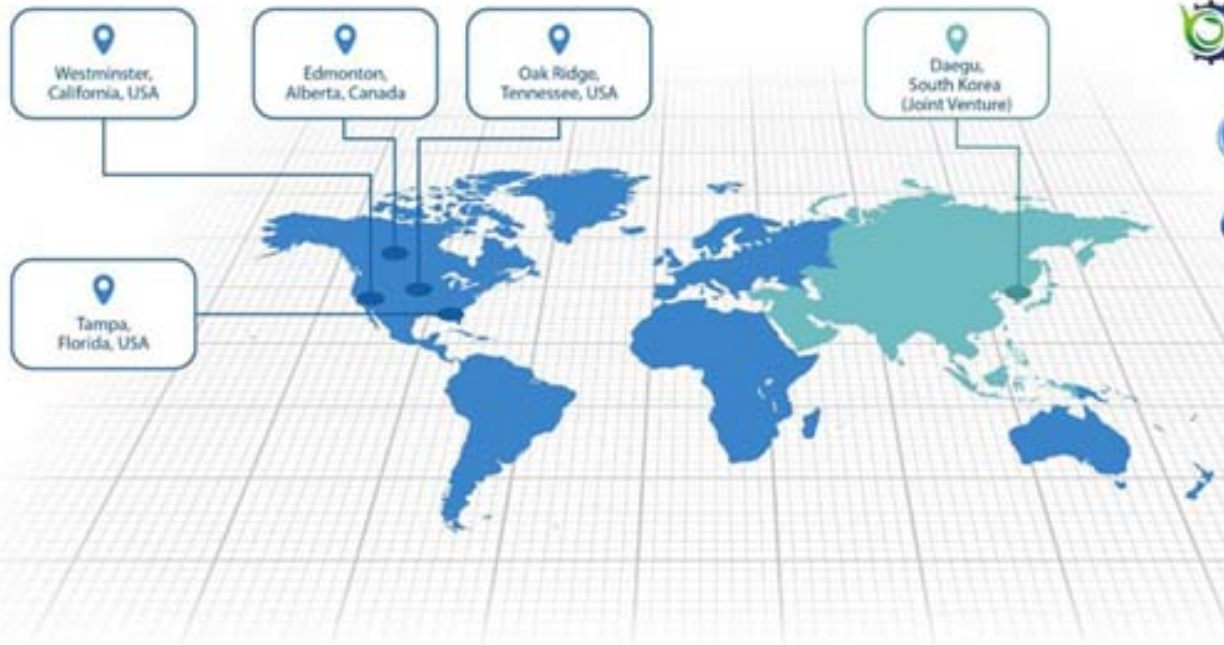 Westminster,
California, USA
Edmonton,
Alberta, Canada
Oak Ridge,
Tennessee, USA
Daegu,
South Korea
(Joint Venture)
Tampa,
Florida, USA